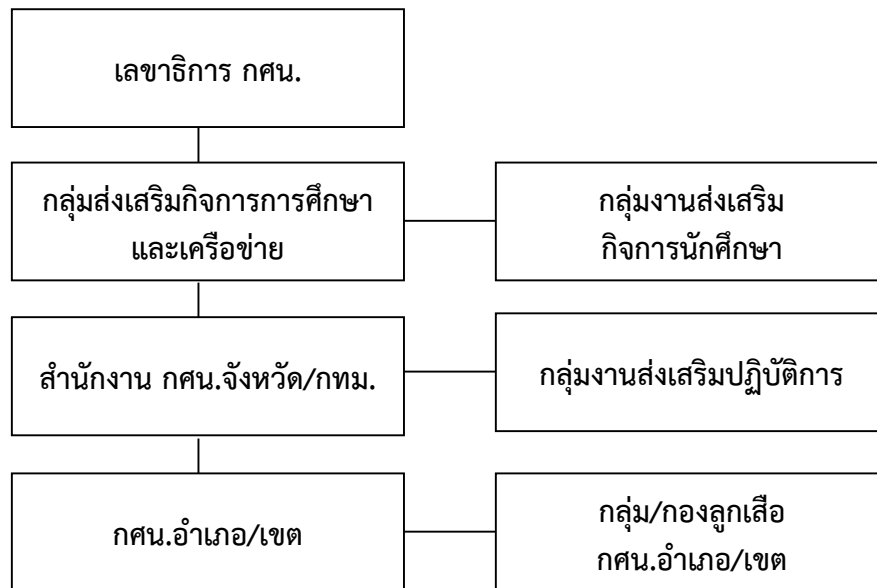 เลขาธิการ กศน.
กลุ่มส่งเสริมกิจการการศึกษา
และเครือข่าย
กลุ่มงานส่งเสริม
กิจการนักศึกษา
สำนักงาน กศน.จังหวัด/กทม.
กลุ่มงานส่งเสริมปฏิบัติการ
กศน.อำเภอ/เขต
กลุ่ม/กองลูกเสือ
กศน.อำเภอ/เขต